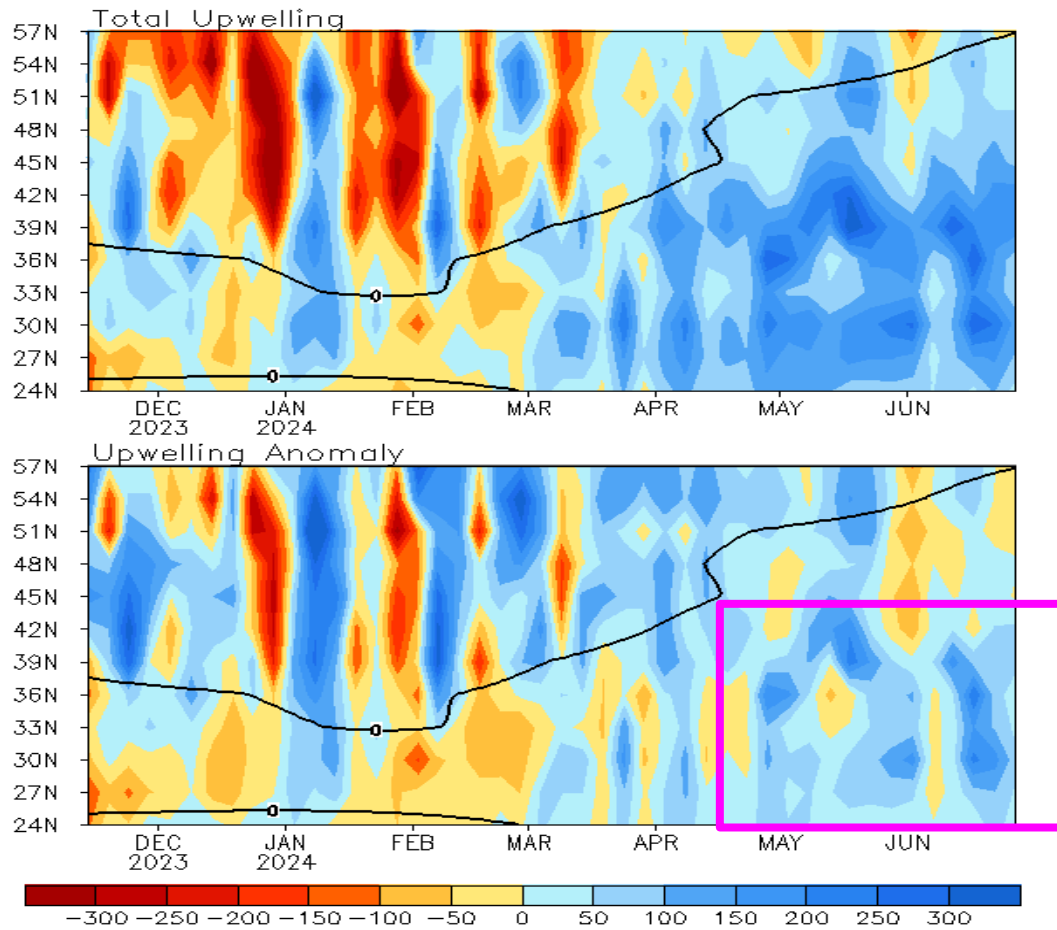 Total Upwelling
57N
54N
51N
48N
45N
42N
39N
36N
33N
30N
27N
24N
0
0
DEC JAN FEB MAR APR MAY JUN
2023 2024
Upwelling Anomaly
57N
54N
51N
48N
45N
42N
39N
36N
33N
30N
27N
24N
0
0
DEC JAN FEB MAR APR MAY JUN
2023 2024
-300 -250 -200 -150 -100 -50 0 50 100 150 200 250 300